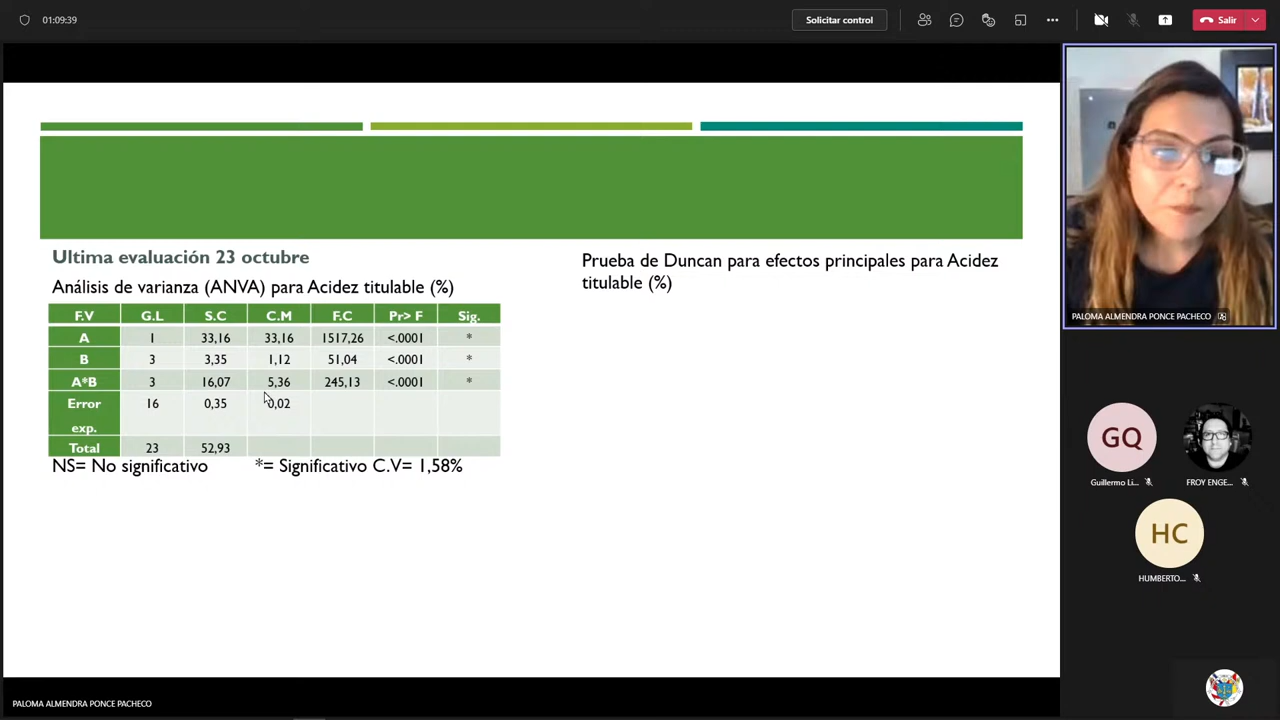 01:09:39
Solicitar control
Salir
Ultima evaluación 23 octubre
Análisis de varianza (ANVA) para Acidez titulable (%)
F.V G.L S.C C.M F.C Pr> F Sig.
A 1 33,16 33,16 1517,26 <.0001 *
B 3 3,35 1,12 51,04 <.0001 *
A*B 3 16,07 5,36 245,13 <.0001 *
Error exp. 16 0,35 0,02
Total 23 52,93
NS= No significativo *= Significativo C.V= 1,58%
Prueba de Duncan para efectos principales para Acidez
titulable (%)
PALOMA ALMENDRA PONCE PACHECO
GQ
Guillermo Li...
FROY ENGE...
HC
HUMBERTO...
PALOMA ALMENDRA PONCE PACHECO